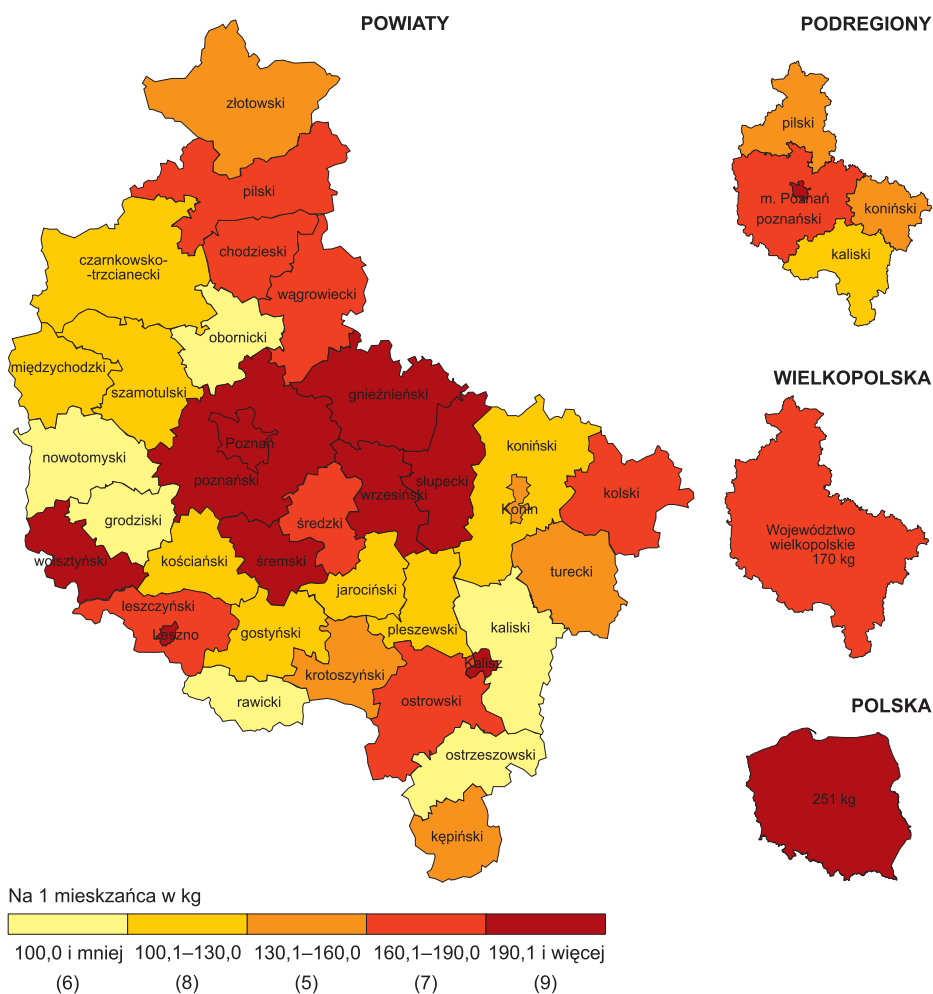 POWIATY
PODREGIONY
złotowski
pilski
pilski
chodzieski
czarnkowsko-
-trzcianecki
wągrowiecki
obornicki
międzychodzki
szamotulski
gnieźnieński
Poznań
nowotomyski
poznański
koniński
słupecki
wrzesiński
kolski
Konin
grodziski
średzki
wolsztyński
kościański
śremski
turecki
jarociński
leszczyński
Leszno
gostyński
pleszewski
kaliski
Kalisz
krotoszyński
rawicki
ostrowski
ostrzeszowski
kępiński
m. Poznań
poznański
koniński
kaliski
WIELKOPOLSKA
Województwo
wielkopolskie
170 kg
POLSKA
251 kg
Na 1 mieskzańca w kg
100,0 i mniej 100,1–130,0 130,1–160,0 160,1–190,0 190,1 i więcej
(6) (8) (5) (7) (9)